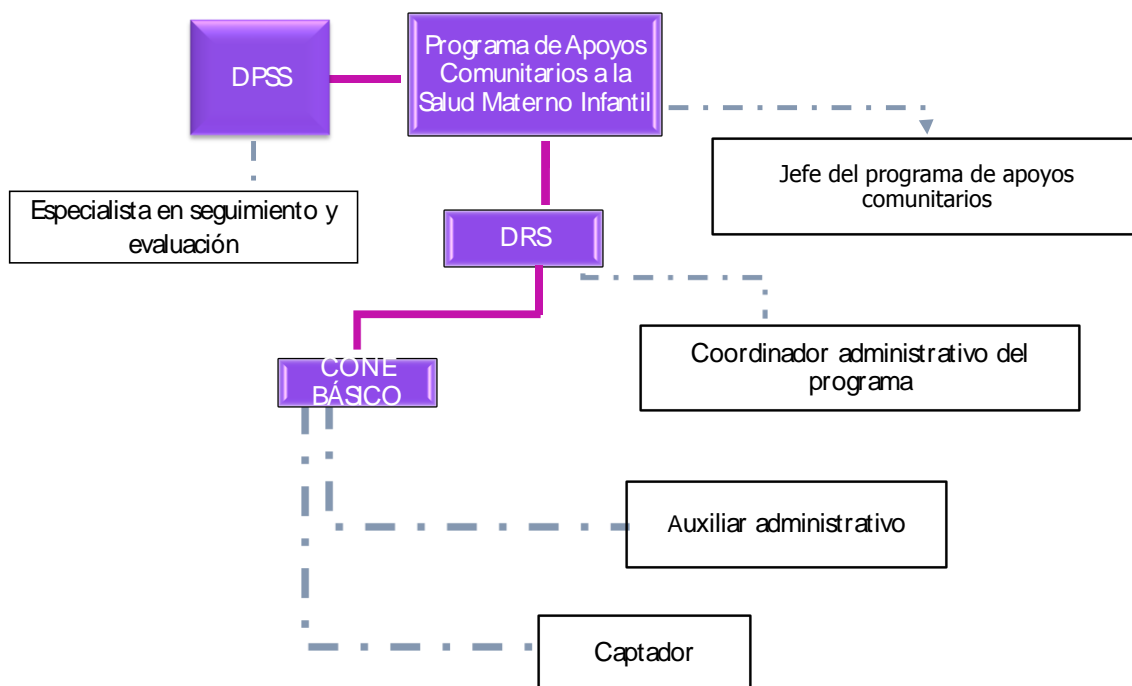 DPSS
Programa de Apoyos
Comunitarios a la
Salud Materno Infantil
Jefe del programa de apoyos
comunitarios
Especialista en seguimiento y
evaluación
DRS
Coordinador administrativo del
programa
CONE
BÁSICO
Auxiliar administrativo
Captador